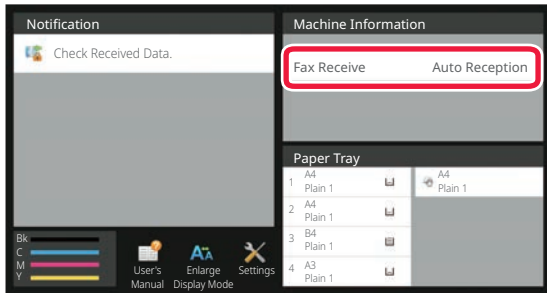 Notification
Check Received Data.
Machine Information
Fax Receive Auto Reception
Paper Tray
1 A4
Plain 1
2 A4
Plain 1
3 B4
Plain 1
4 A3
Plain 1
A4
Plain 1
Bk
C
M
Y
User's
Manual
Enlarge
Display Mode
Settings